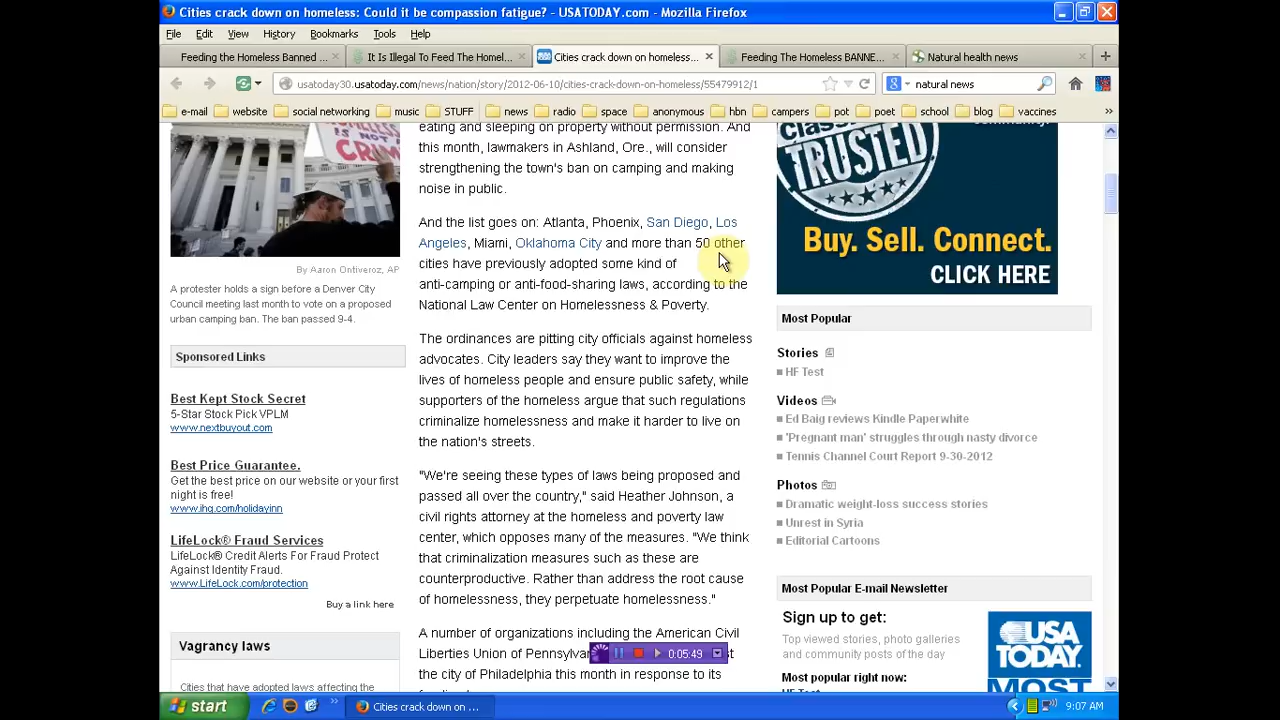 Cities crack down on homeless: Could it be compassion fatigue? - USATODAY.com - Mozilla Firefox
File Edit View History Bookmarks Tools Help
Feeding the Homeless Banned ...
It Is Illegal To Feed The Homel...
Cities crack down on homeless...
Feeding The Homeless BANNE...
Natural health news
usatoday30.usatoday.com/news/nation/story/2012-06-10/cities-crack-down-on-homeless/55479912/1
natural news
e-mail website social networking music STUFF news radio space anonymous hbn campers pot poet school blog vaccines
IS NOT
By Aaron Ontiveroz, AP
A protester holds a sign before a Denver City
Council meeting last month to vote on a proposed
urban camping ban. The ban passed 9-4.
Sponsored Links
Best Kept Stock Secret
5-Star Stock Pick VPLM
www.nextbuyout.com
Best Price Guarantee.
Get the best price on our website or your first
night is free!
www.ihg.com/holidayinn
LifeLock® Fraud Services
LifeLock® Credit Alerts For Fraud Protect
Against Identity Fraud.
www.LifeLock.com/protection
Buy a link here
Vagrancy laws
Cities that have adopted laws affecting the
eating and sleeping on property without permission. And
this month, lawmakers in Ashland, Ore., will consider
strengthening the town's ban on camping and making
noise in public.
And the list goes on: Atlanta, Phoenix, San Diego, Los
Angeles, Miami, Oklahoma City and more than 50 other
cities have previously adopted some kind of
anti-camping or anti-food-sharing laws, according to the
National Law Center on Homelessness & Poverty.
The ordinances are pitting city officials against homeless
advocates. City leaders say they want to improve the
lives of homeless people and ensure public safety, while
supporters of the homeless argue that such regulations
criminalize homelessness and make it harder to live on
the nation's streets.
"We're seeing these types of laws being proposed and
passed all over the country," said Heather Johnson, a
civil rights attorney at the homeless and poverty law
center, which opposes many of the measures. "We think
that criminalization measures such as these are
counterproductive. Rather than address the root cause
of homelessness, they perpetuate homelessness."
A number of organizations including the American Civil
Liberties Union of
the city of Philadelphia this month in response to its
0:05:49
TRUSTED
Buy. Sell. Connect.
CLICK HERE
Most Popular
Stories
HF Test
Videos
Ed Baig reviews Kindle Paperwhite
'Pregnant man' struggles through nasty divorce
Tennis Channel Court Report 9-30-2012
Photos
Dramatic weight-loss success stories
Unrest in Syria
Editorial Cartoons
Most Popular E-mail Newsletter
Sign up to get:
Top viewed stories, photo galleries
and community posts of the day
Most popular right now:
USA
TODAY
MOST
start
Cities crack down on ...
9:07 AM